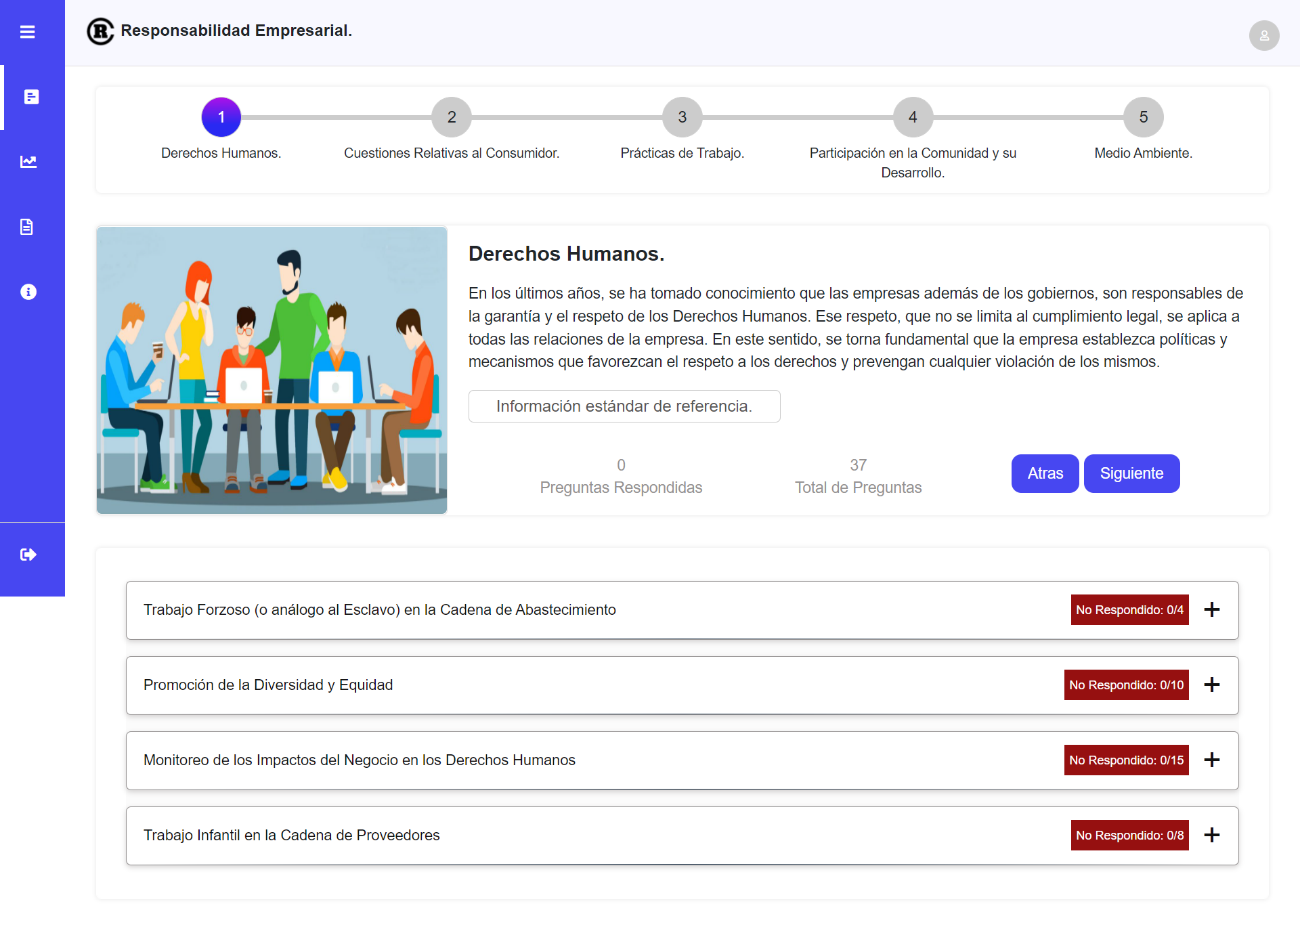 Responsabilidad Empresarial.
1
2
3
4
5
Derechos Humanos.
Cuestiones Relativas al Consumidor.
Prácticas de Trabajo.
Participación en la Comunidad y su
Desarrollo.
Medio Ambiente.
Derechos Humanos.
En los últimos años, se ha tomado conocimiento que las empresas además de los gobiernos, son responsables de
la garantía y el respeto de los Derechos Humanos. Ese respeto, que no se limita al cumplimiento legal, se aplica a
todas las relaciones de la empresa. En este sentido, se torna fundamental que la empresa establezca políticas y
mecanismos que favorezcan el respeto a los derechos y prevengan cualquier violación de los mismos.
Información estándar de referencia.
0
Preguntas Respondidas
37
Total de Preguntas
Atras
Siguiente
Trabajo Forzoso (o análogo al Esclavo) en la Cadena de Abastecimiento
No Respondido: 0/4
Promoción de la Diversidad y Equidad
No Respondido: 0/10
Monitoreo de los Impactos del Negocio en los Derechos Humanos
No Respondido: 0/15
Trabajo Infantil en la Cadena de Proveedores
No Respondido: 0/8